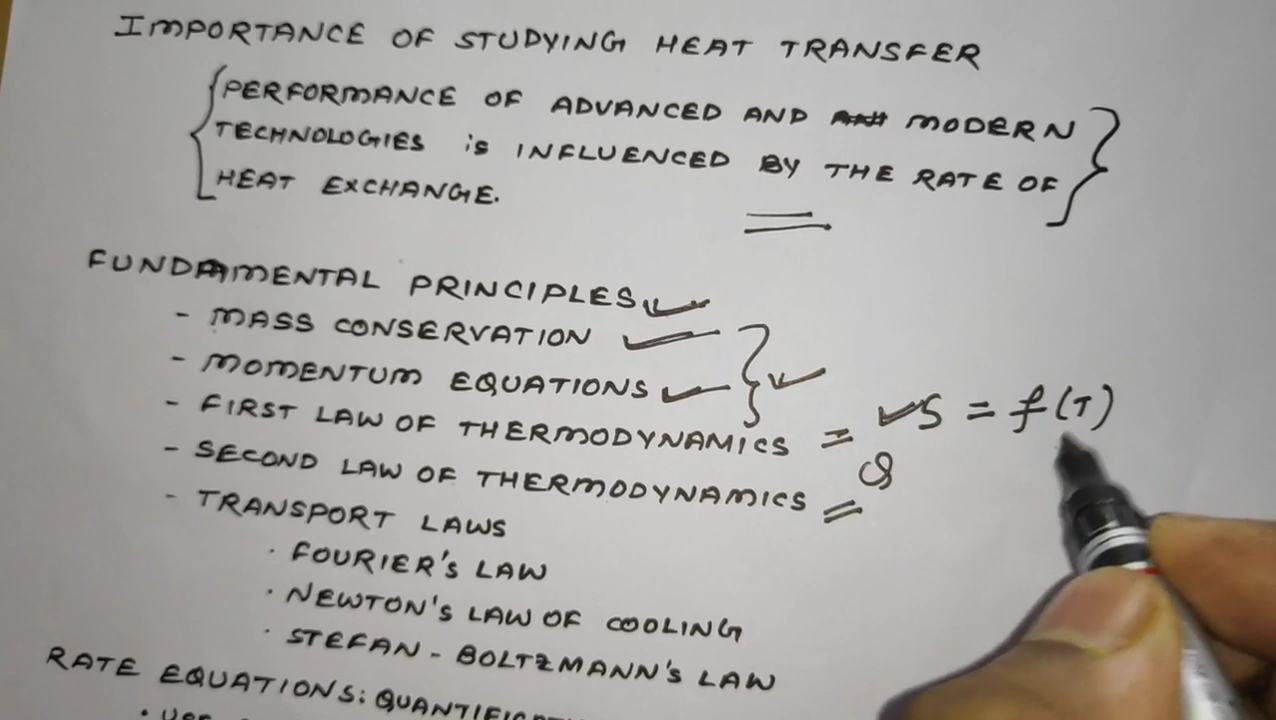 IMPORTANCE OF STUDYING HEAT TRANSFER
PERFORMANCE OF ADVANCED AND MODERN
TECHNOLOGIES is INFLUENCED BY THE RATE OF
HEAT EXCHANGE.
FUNDAMENTAL PRINCIPLES
- MASS CONSERVATION
- MOMENTUM EQUATIONS
- FIRST LAW OF THERMODYNAMICS = S = f(T)
- SECOND LAW OF THERMODYNAMICS =
- TRANSPORT LAWS
· FOURIER'S LAW
· NEWTON'S LAW OF COOLING
· STEFAN - BOLTZMANN'S LAW
RATE EQUATIONS: